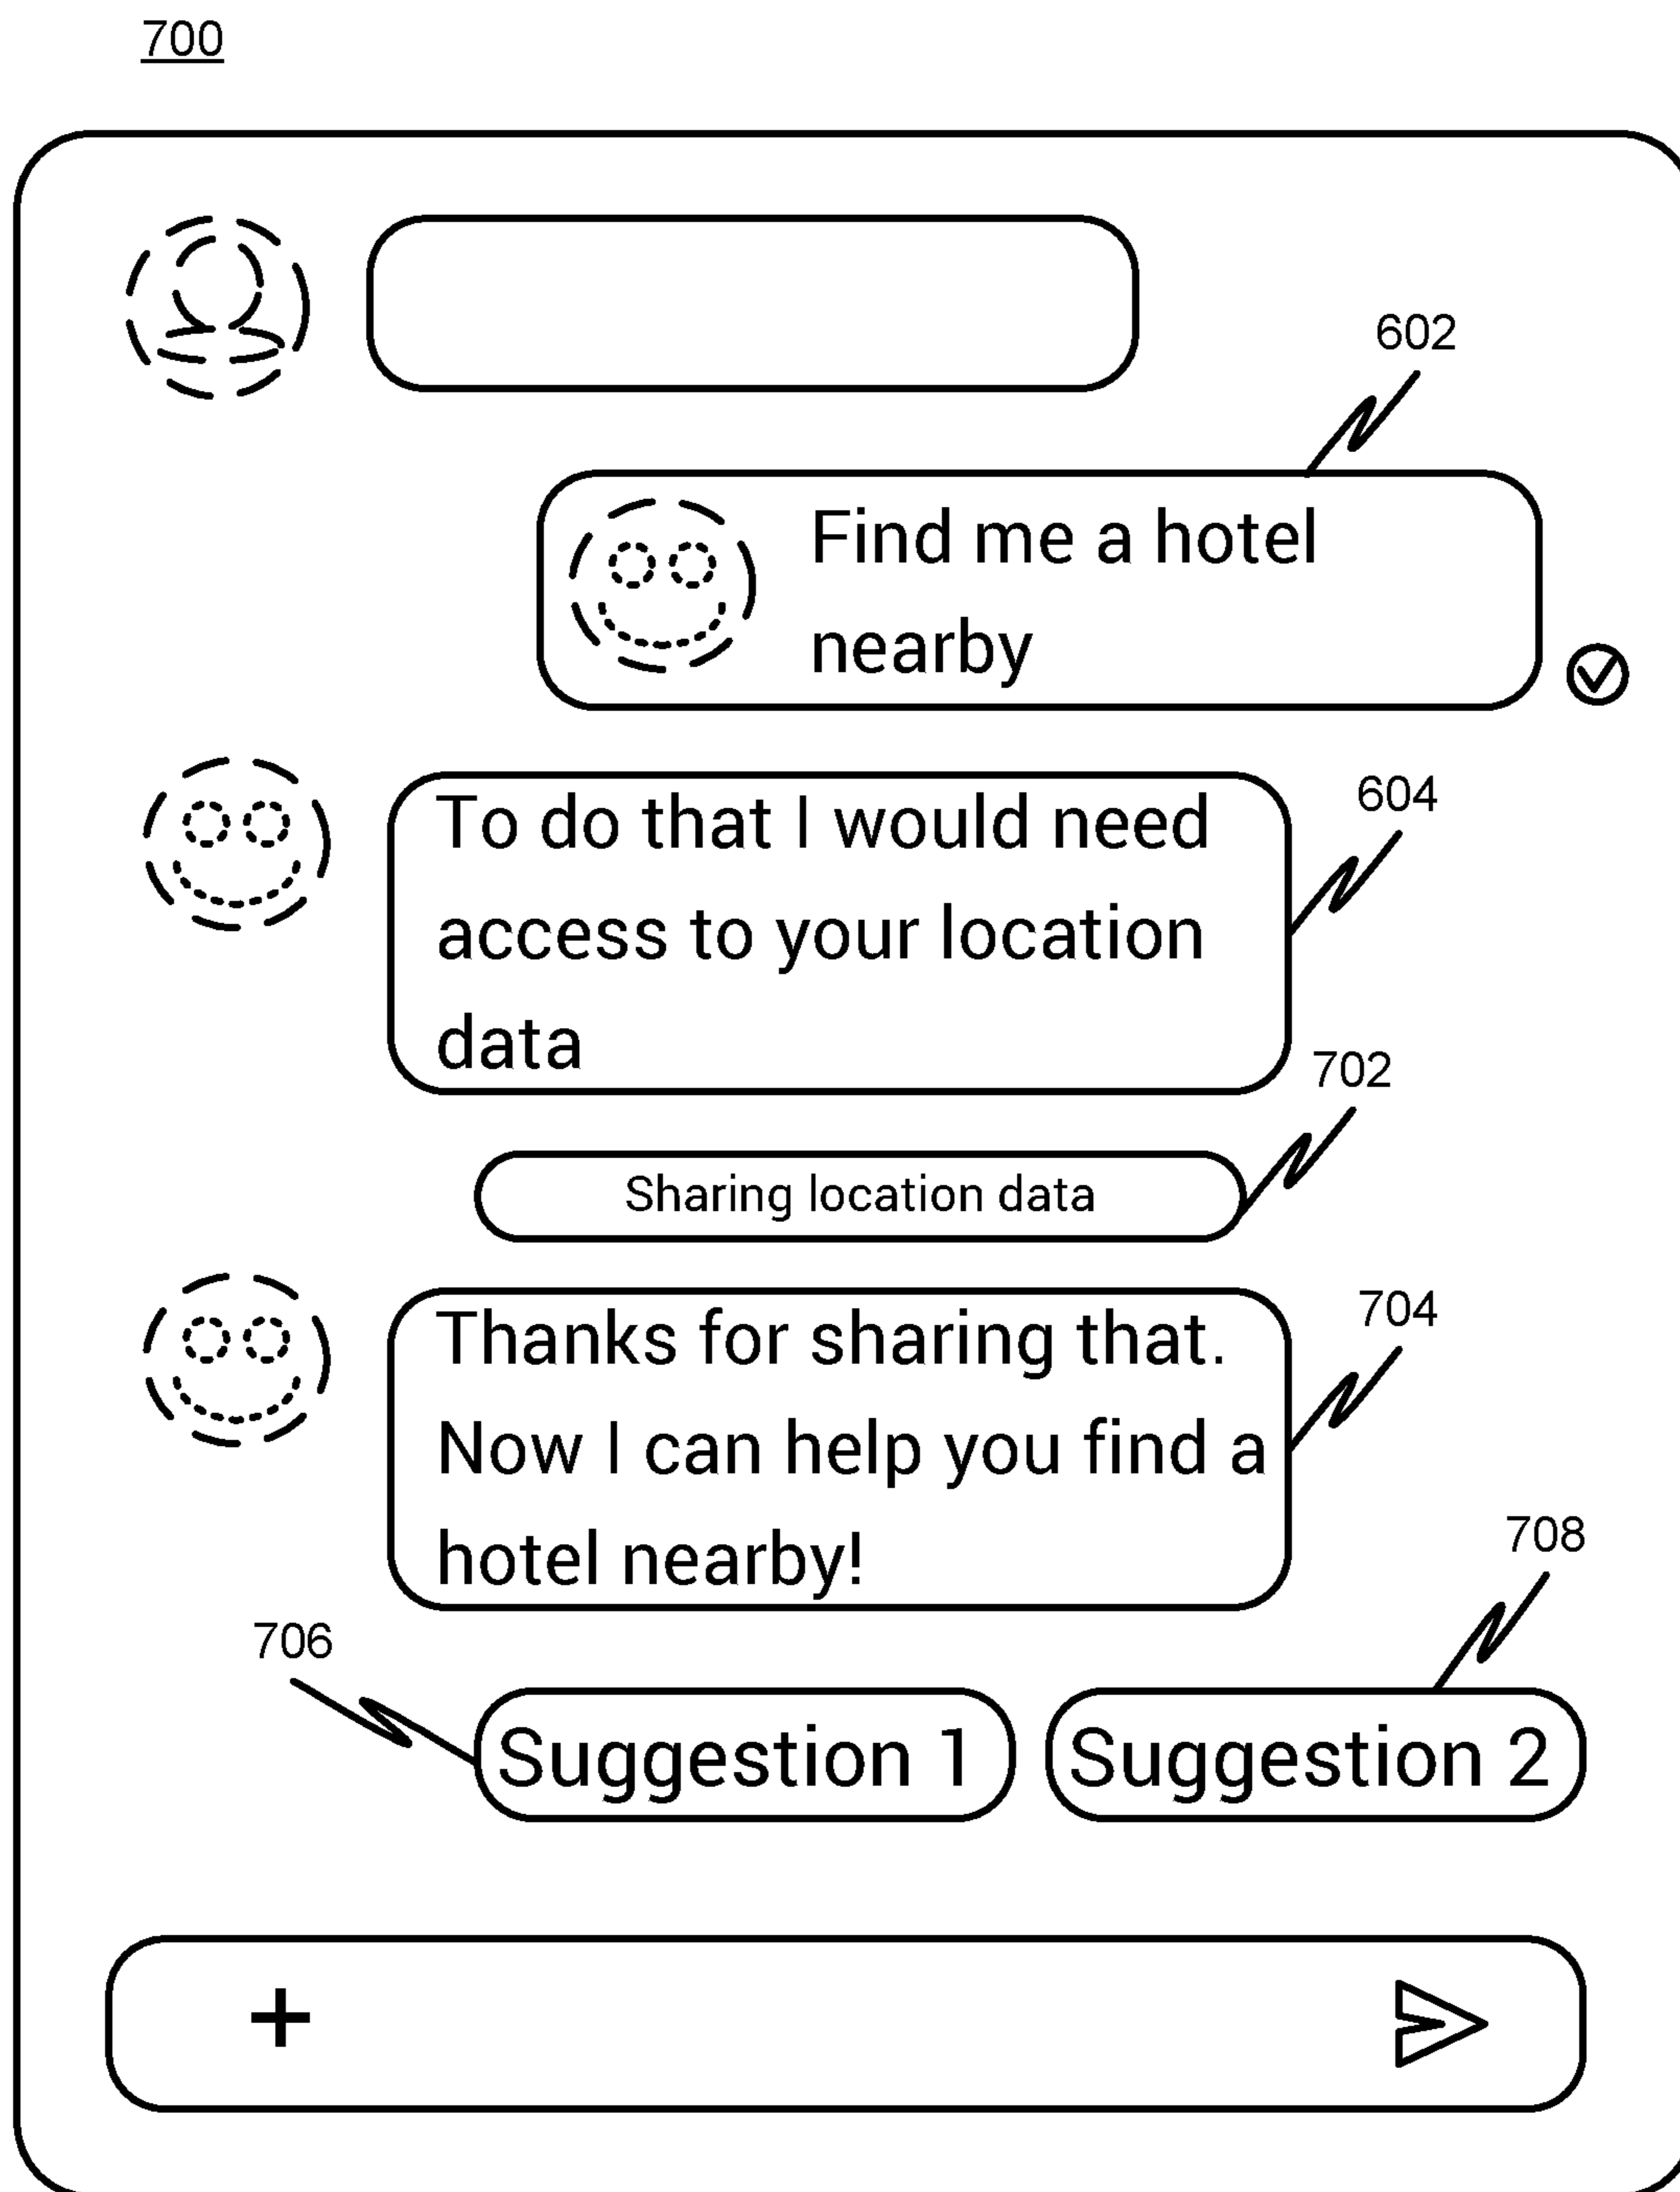 700
602
Find me a hotel
nearby
604
To do that I would need
access to your location
data
702
Sharing location data
704
Thanks for sharing that.
Now I can help you find a
hotel nearby!
708
706
Suggestion 1
Suggestion 2